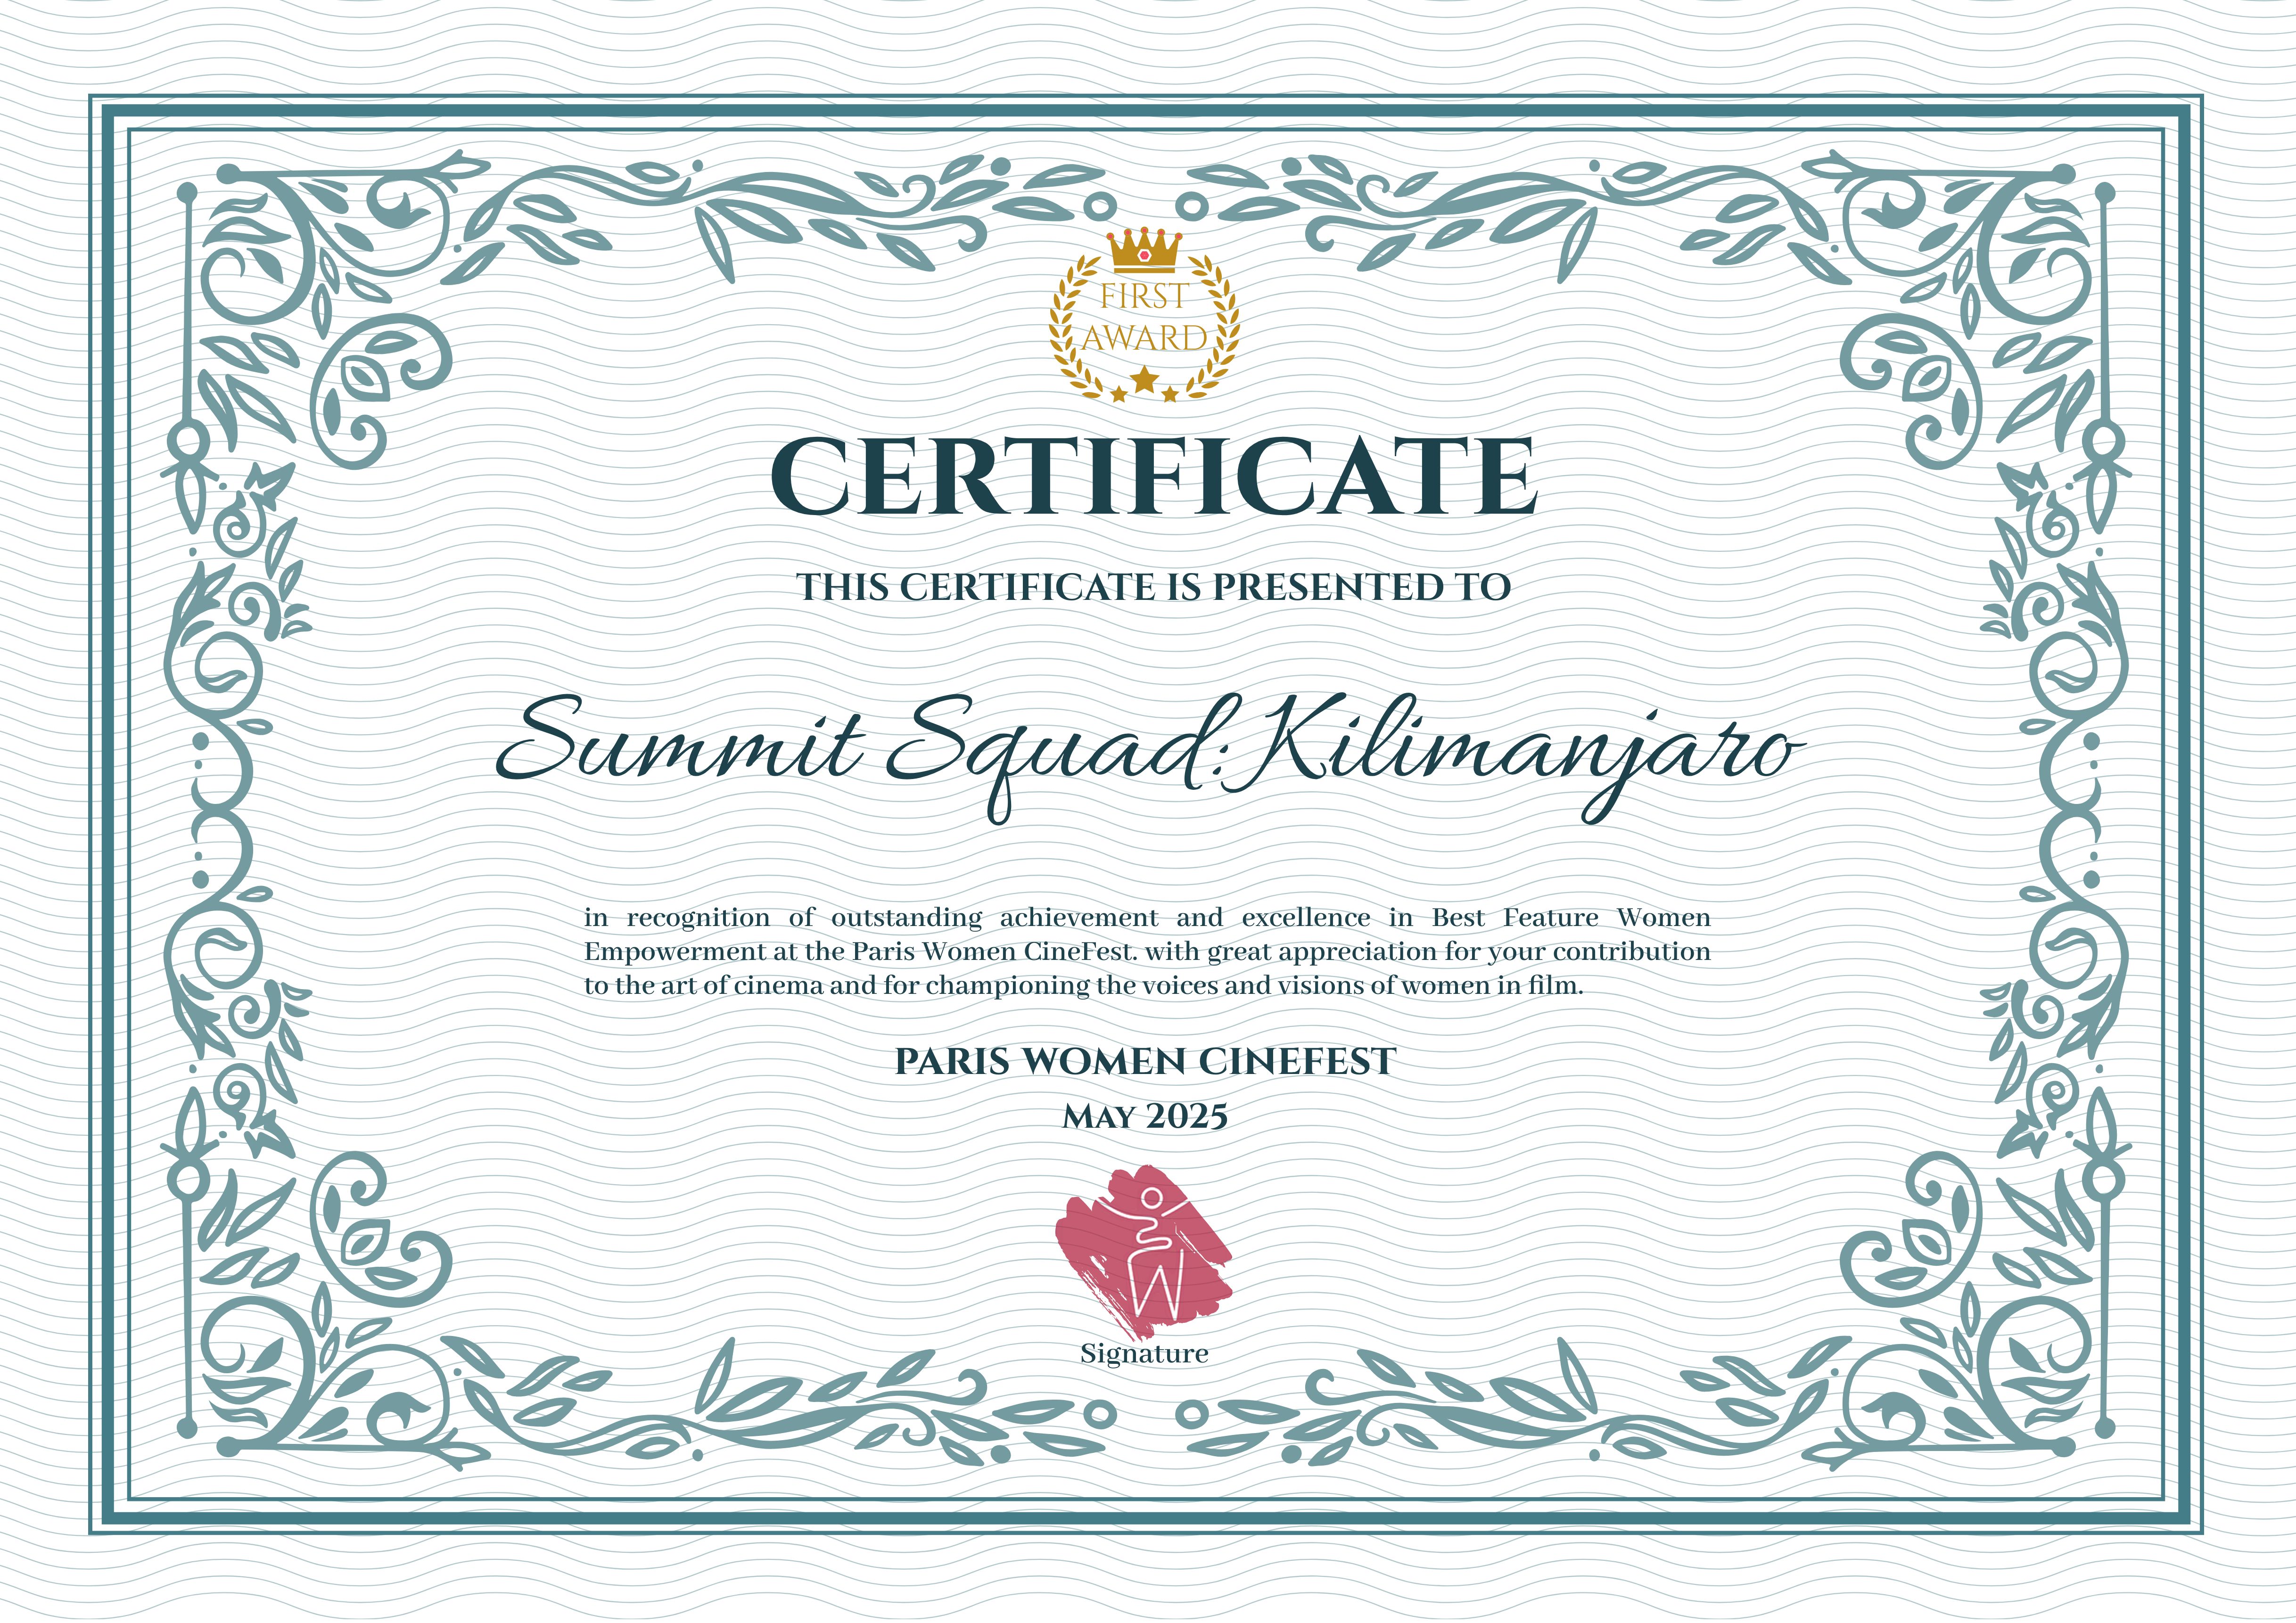 FIRST
AWARD
CERTIFICATE
THIS CERTIFICATE IS PRESENTED TO
Summit Squad: Kilimanjaro
in recognition of outstanding achievement and excellence in Best Feature Women
Empowerment at the Paris Women CineFest. with great appreciation for your contribution
to the art of cinema and for championing the voices and visions of women in film.
PARIS WOMEN CINEFEST
MAY 2025
W
Signature